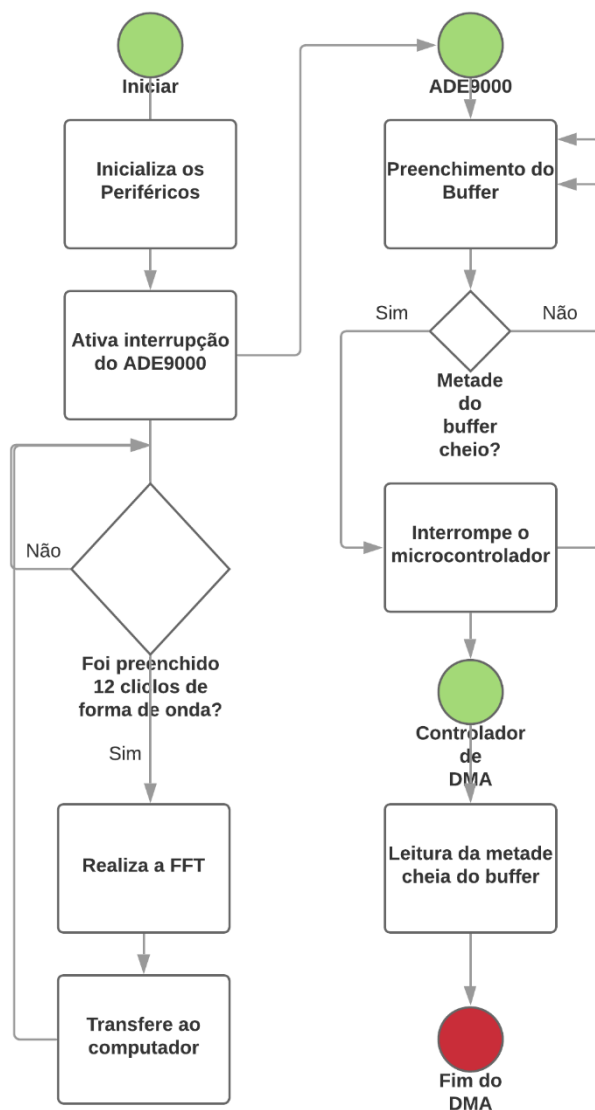 Iniciar
Inicializa os
Periféricos
Ativa interrupção
do ADE9000
Não
Foi preenchido
12 cliclos de
forma de onda?
Sim
Realiza a FFT
Transfere ao
computador
ADE9000
Preenchimento do
Buffer
Sim
Não
Metade
do
buffer
cheio?
Interrompe o
microcontrolador
Controlador
de
DMA
Leitura da metade
cheia do buffer
Fim do
DMA